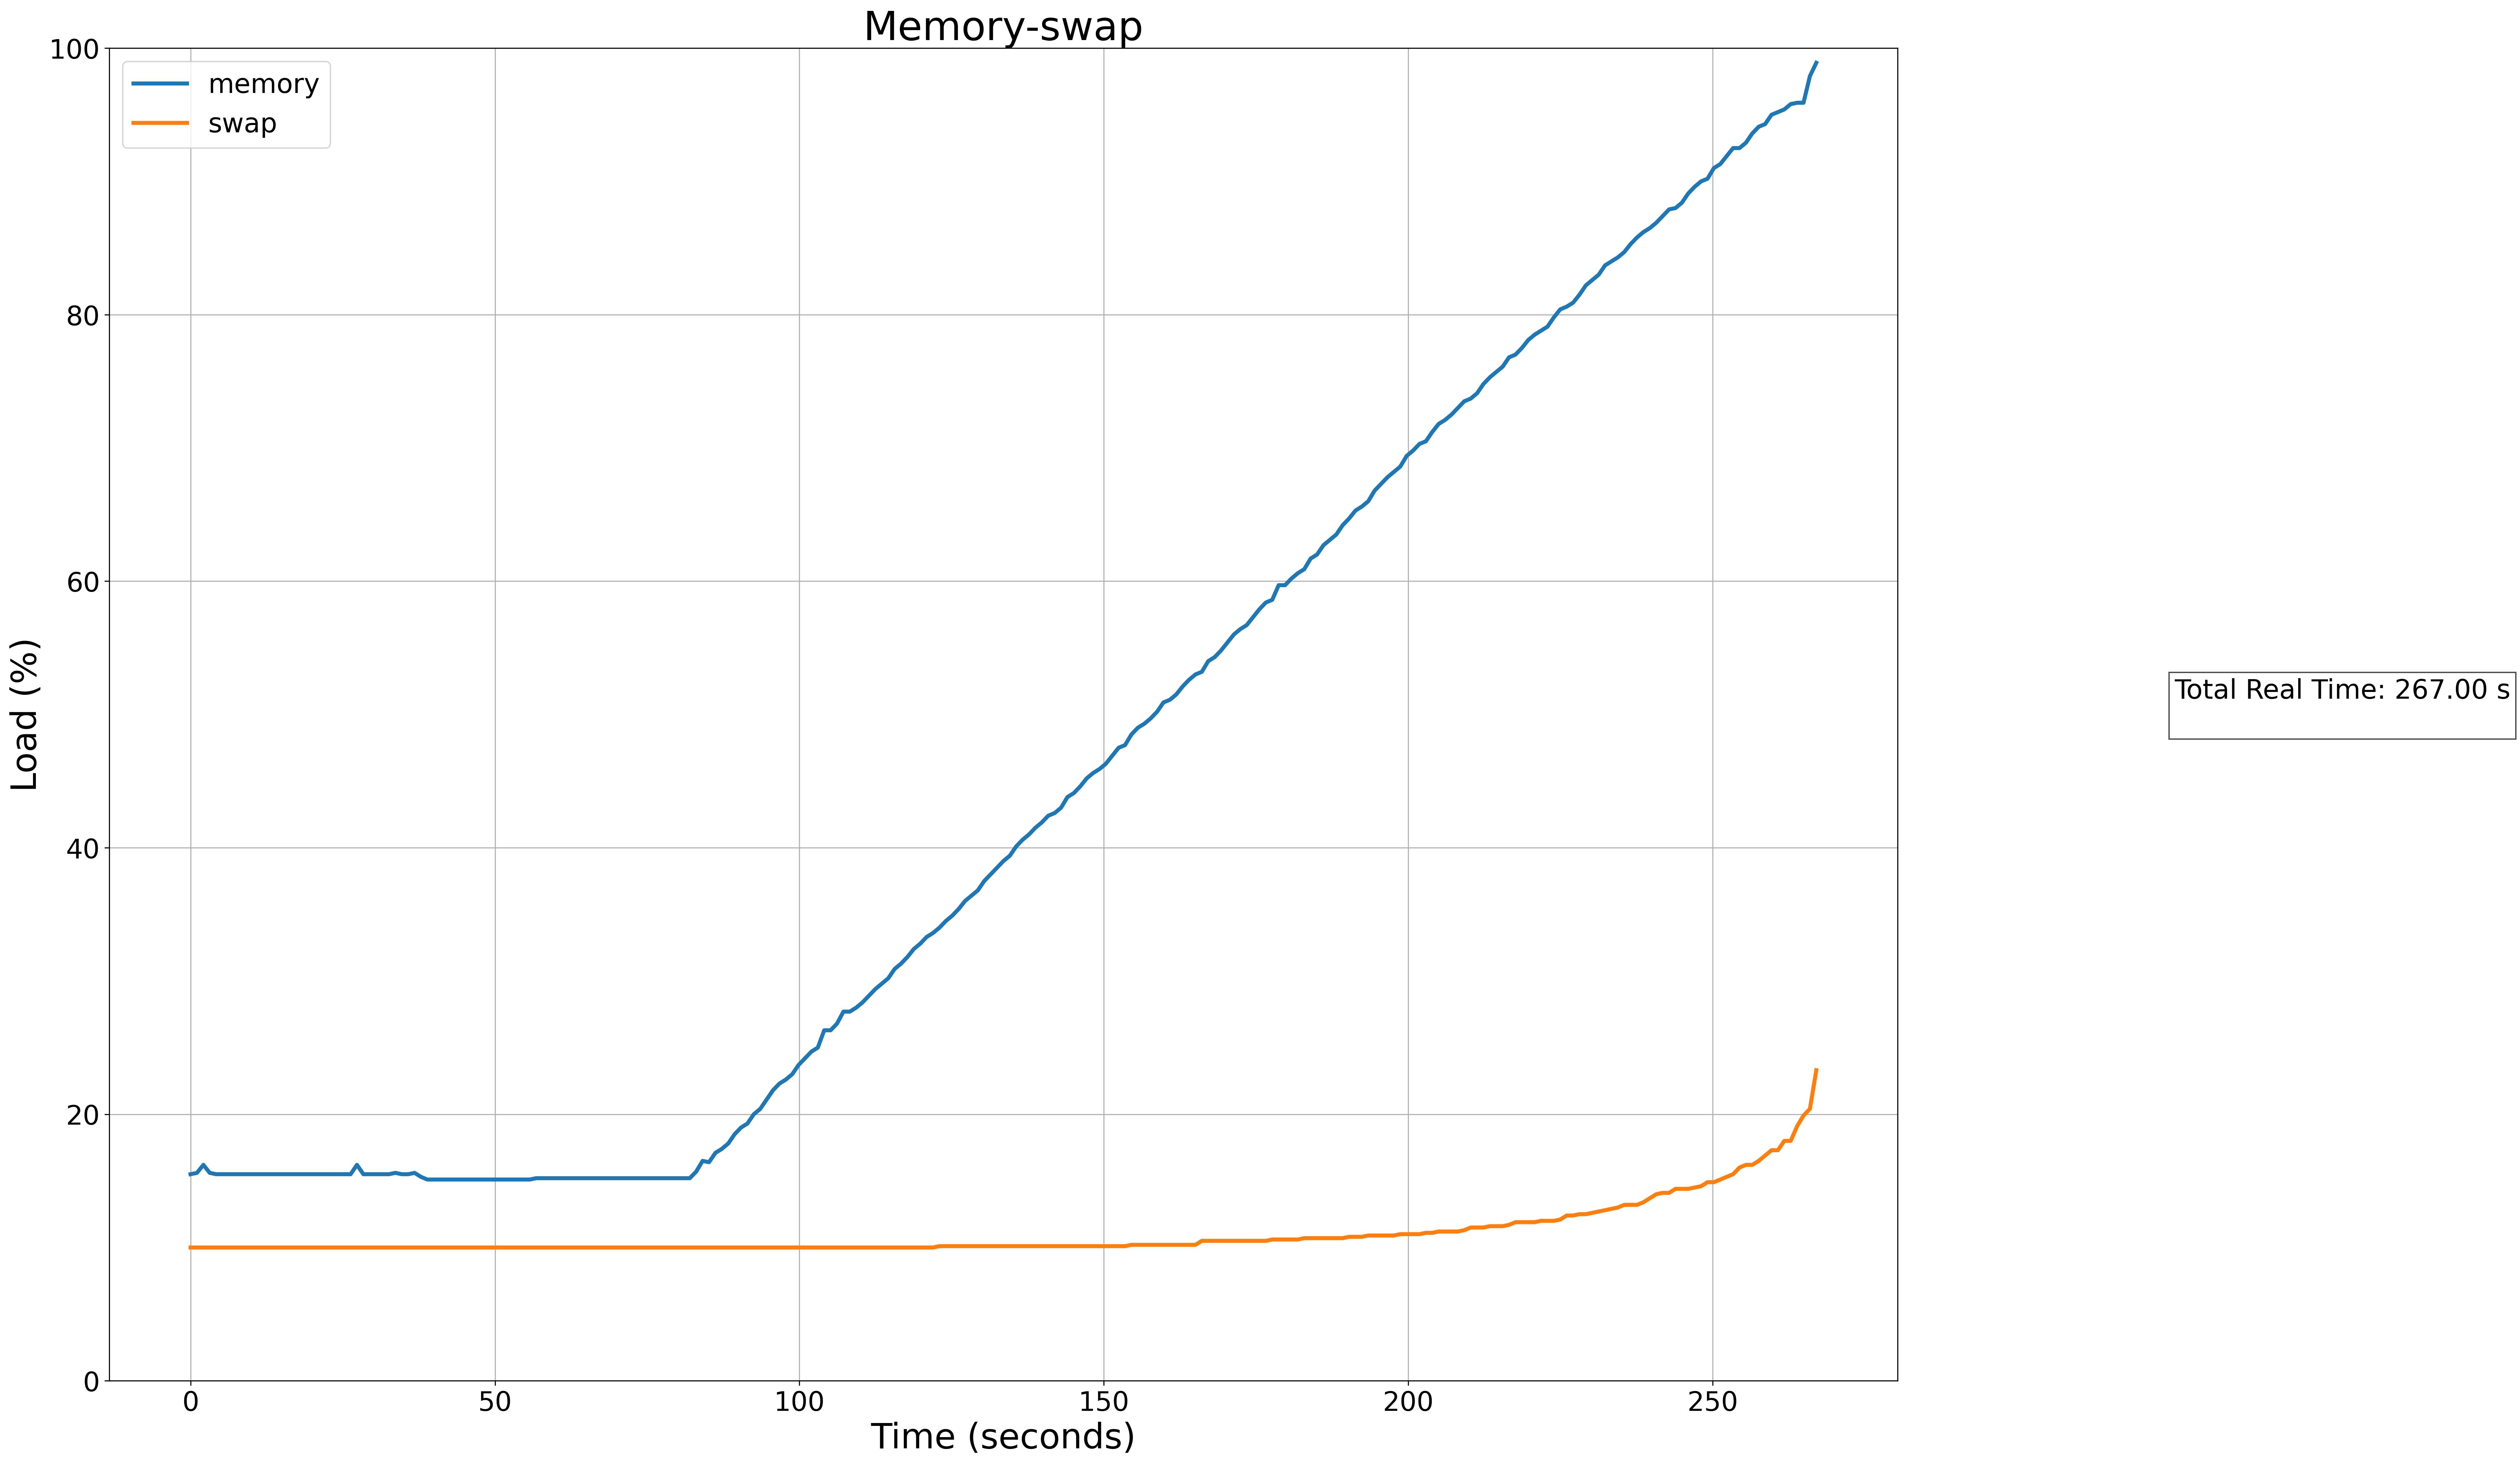 Memory-swap
memory
swap
Load (%)
100
80
60
40
20
0
0 50 100 150 200 250
Time (seconds)
Total Real Time: 267.00 s